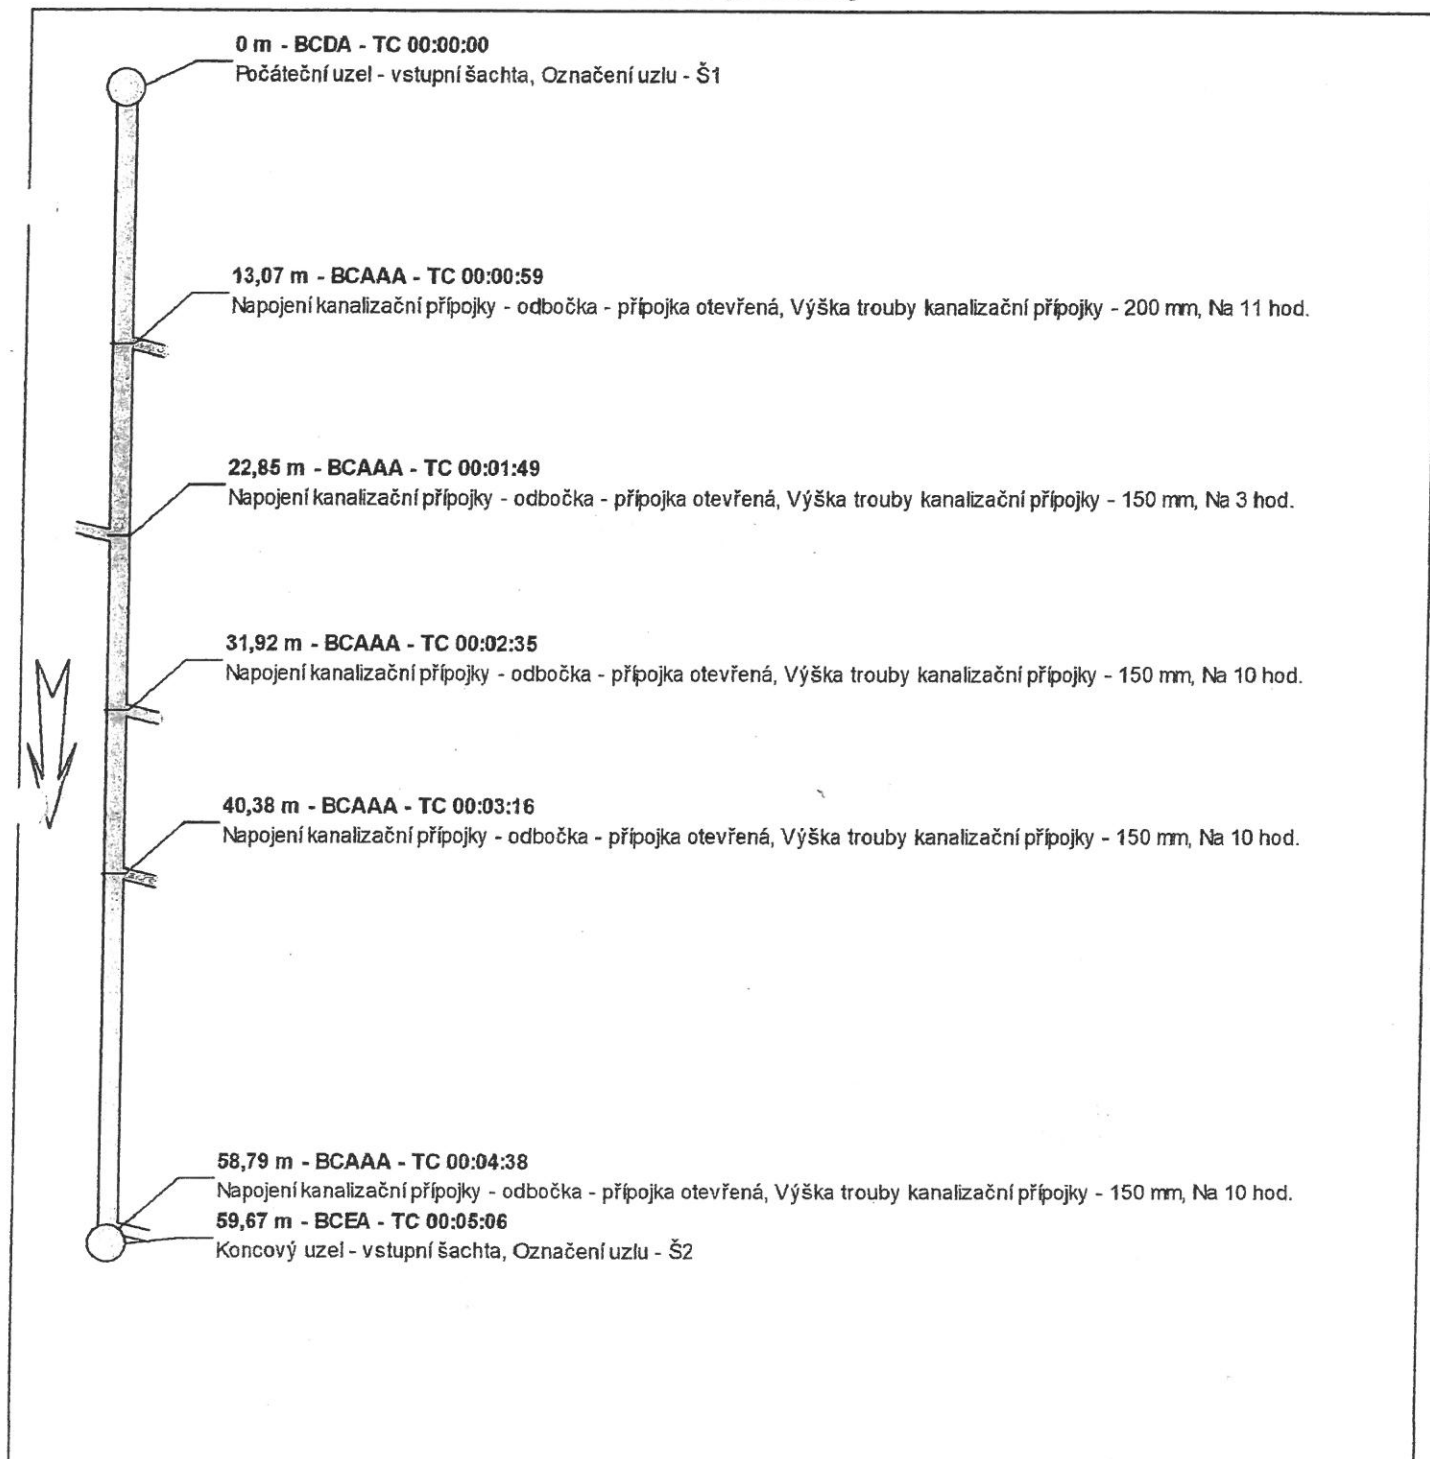 0 m - BCDA - TC 00:00:00
Počáteční uzel - vstupní šachta, Označení uzlu - Š1
13,07 m - BCAAA - TC 00:00:59
Napojení kanalizační přípojky - odbočka - přípojka otevřená, Výška trouby kanalizační přípojky - 200 mm, Na 11 hod.
22,85 m - BCAAA - TC 00:01:49
Napojení kanalizační přípojky - odbočka - přípojka otevřená, Výška trouby kanalizační přípojky - 150 mm, Na 3 hod.
31,92 m - BCAAA - TC 00:02:35
Napojení kanalizační přípojky - odbočka - přípojka otevřená, Výška trouby kanalizační přípojky - 150 mm, Na 10 hod.
40,38 m - BCAAA - TC 00:03:16
Napojení kanalizační přípojky - odbočka - přípojka otevřená, Výška trouby kanalizační přípojky - 150 mm, Na 10 hod.
58,79 m - BCAAA - TC 00:04:38
Napojení kanalizační přípojky - odbočka - přípojka otevřená, Výška trouby kanalizační přípojky - 150 mm, Na 10 hod.
59,67 m - BCEA - TC 00:05:06
Koncový uzel - vstupní šachta, Označení uzlu - Š2